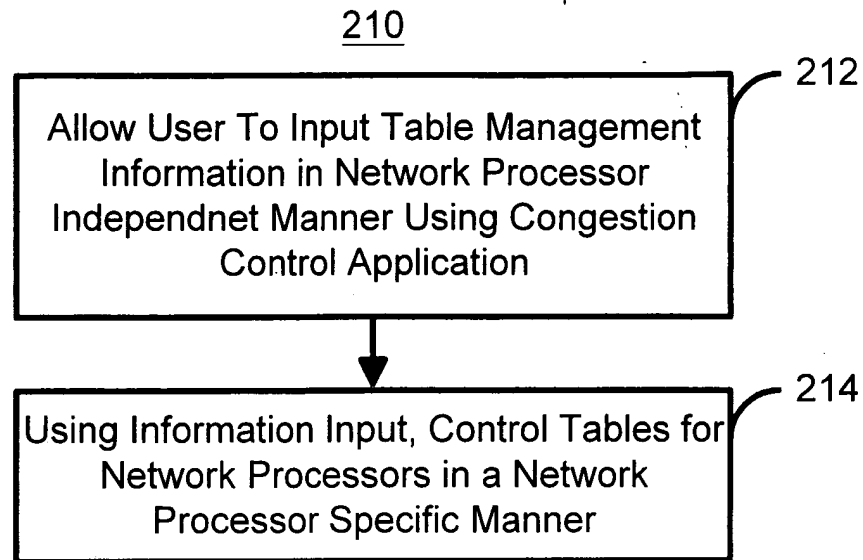 210
212
Allow User To Input Table Management
Information in Network Processor
Independnet Manner Using Congestion
Control Application
214
Using Information Input, Control Tables for
Network Processors in a Network
Processor Specific Manner